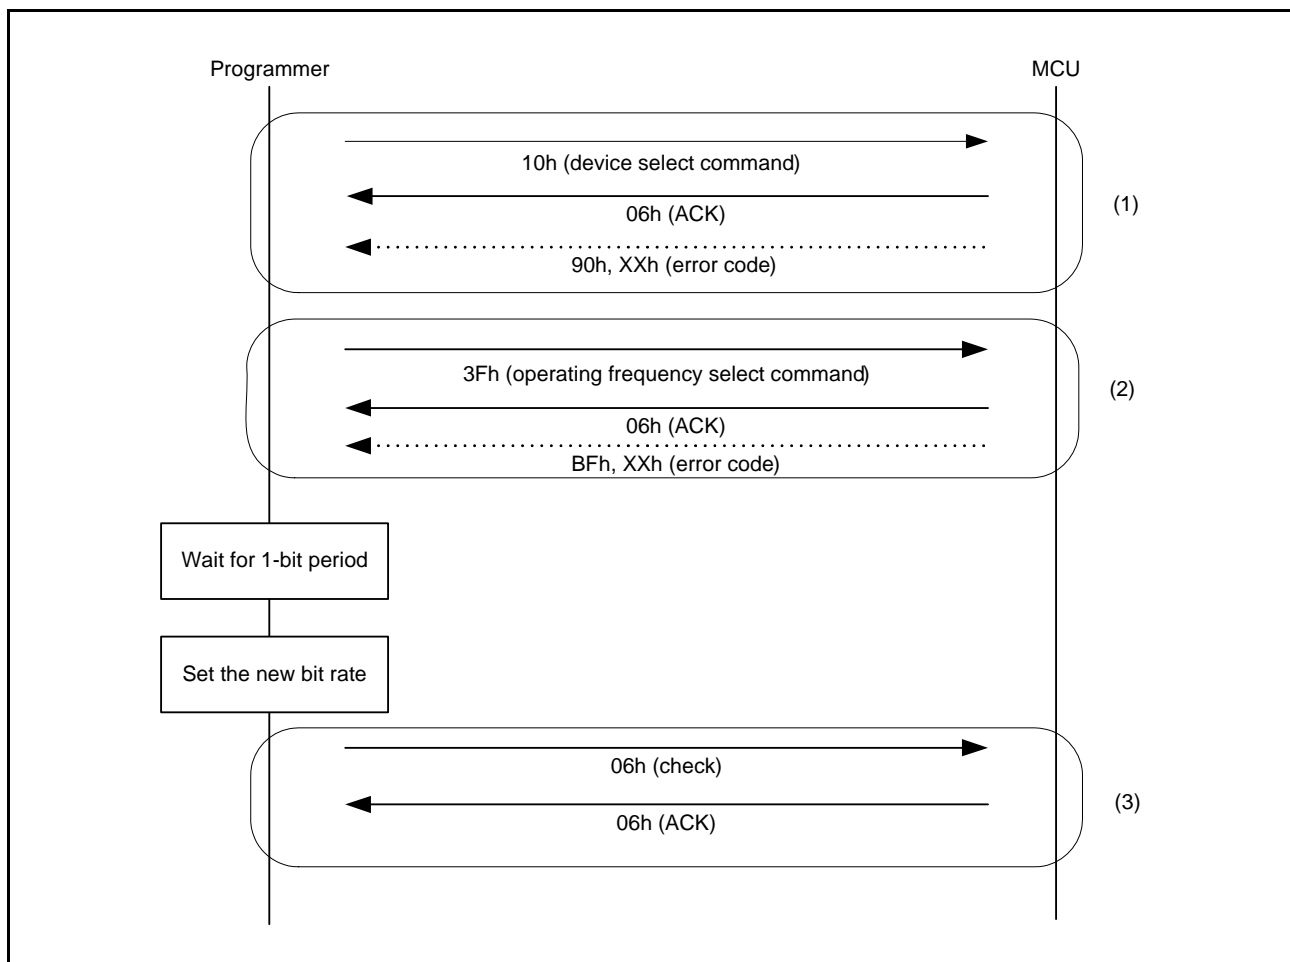 Programmer
MCU
10h (device select command)
06h (ACK)
90h, XXh (error code)
(1)
3Fh (operating frequency select command)
06h (ACK)
BFh, XXh (error code)
(2)
Wait for 1-bit period
Set the new bit rate
06h (check)
06h (ACK)
(3)